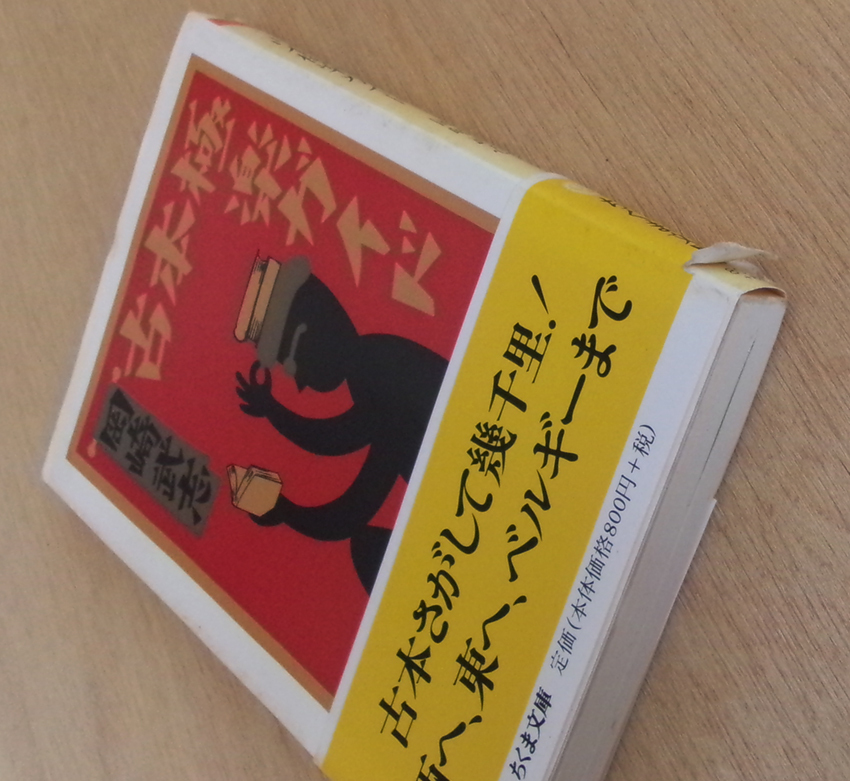 古本極楽ガイド
岡崎武志
古本さがして幾千里!
西へ、東へ、ベルギーまで
ちくま文庫 定価(本体価格800円+税)